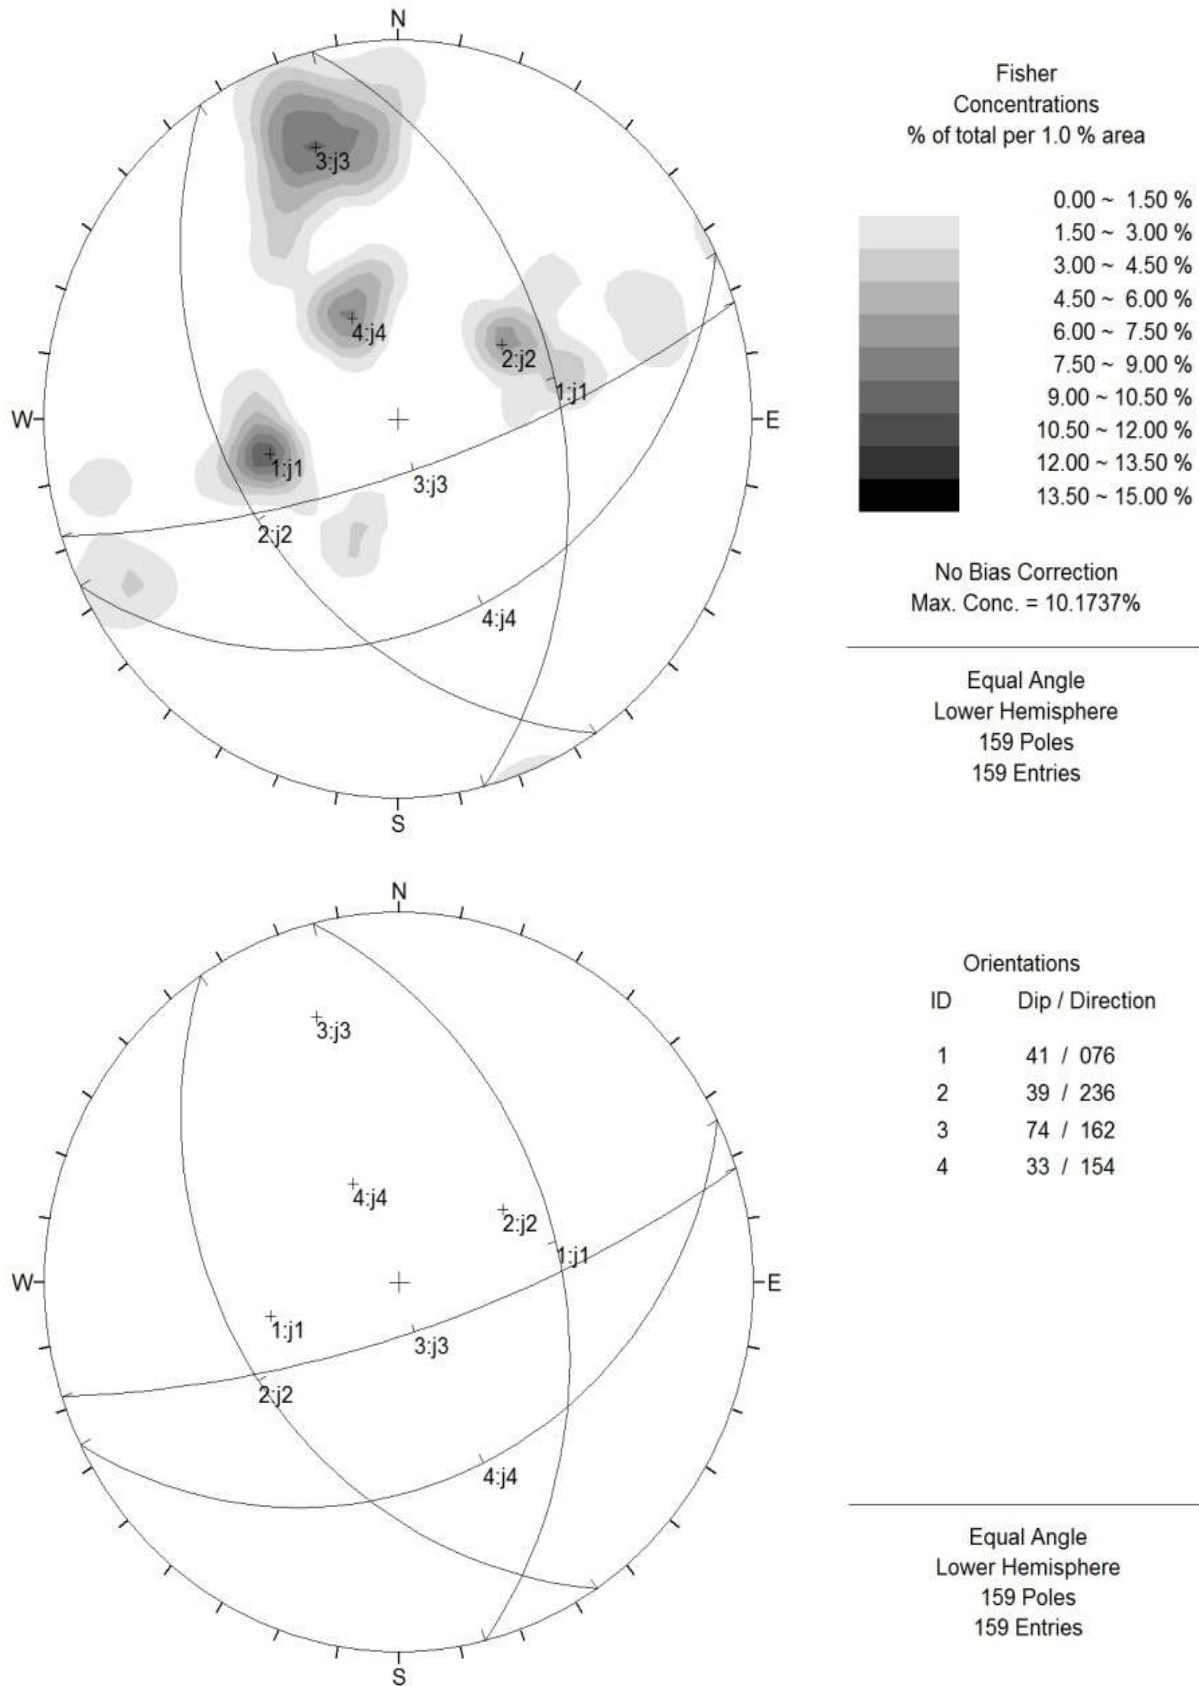 N
3:j3
4:j4
2:j2
1:j1
W
E
1:j1
3:j3
2:j2
4:j4
S
Fisher
Concentrations
% of total per 1.0 % area
0.00 ~ 1.50 %
1.50 ~ 3.00 %
3.00 ~ 4.50 %
4.50 ~ 6.00 %
6.00 ~ 7.50 %
7.50 ~ 9.00 %
9.00 ~ 10.50 %
10.50 ~ 12.00 %
12.00 ~ 13.50 %
13.50 ~ 15.00 %
No Bias Correction
Max. Conc. = 10.1737%
Equal Angle
Lower Hemisphere
159 Poles
159 Entries
N
3:j3
4:j4
2:j2
1:j1
W
E
1:j1
3:j3
2:j2
4:j4
S
Orientations
ID Dip / Direction
1 41 / 076
2 39 / 236
3 74 / 162
4 33 / 154
Equal Angle
Lower Hemisphere
159 Poles
159 Entries